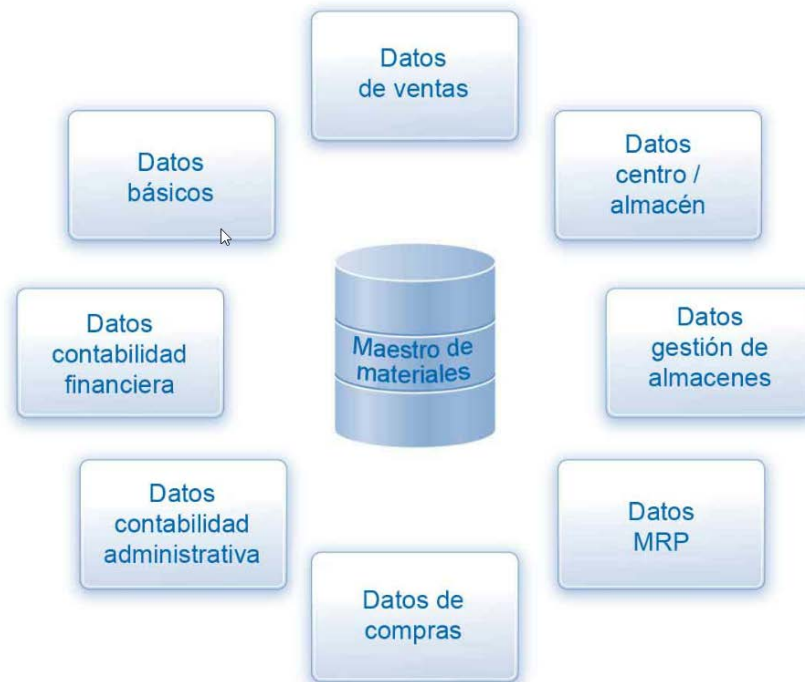 Datos
de ventas
Datos
básicos
Datos
centro /
almacén
Datos
contabilidad
financiera
Maestro de
materiales
Datos
gestión de
almacenes
Datos
contabilidad
administrativa
Datos
MRP
Datos de
compras